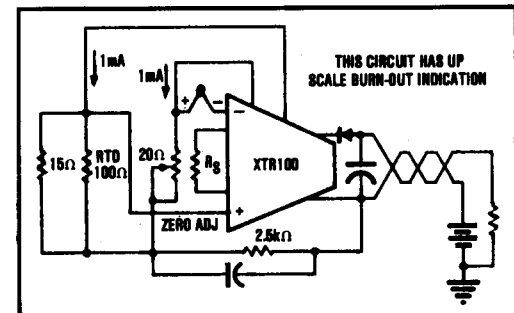 1mA
1mA
THIS CIRCUIT HAS UP
SCALE BURN-OUT INDICATION
+
−
−
15Ω
RTD
100Ω
20Ω
RS
XTR100
+
ZERO ADJ
2.5kΩ